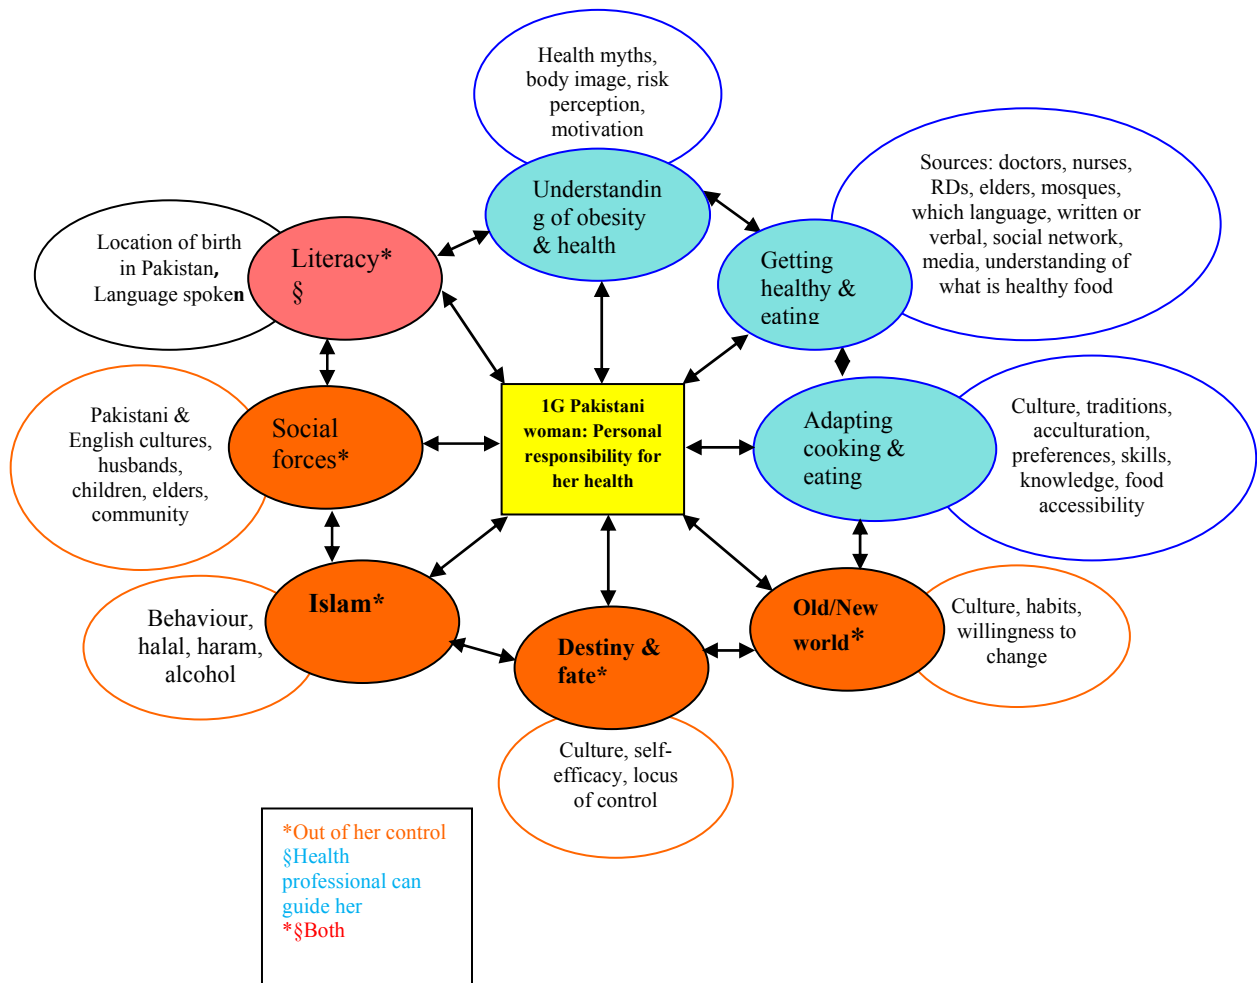 Health myths,
body image, risk
perception,
motivation
Understandin
g of obesity
& health
Sources: doctors, nurses,
RDs, elders, mosques,
which language, written or
verbal, social network,
media, understanding of
what is healthy food
Getting
healthy &
eating
Location of birth
in Pakistan,
Language spoken
Literacy*
§
1G Pakistani
woman: Personal
responsibility for
her health
Pakistani &
English cultures,
husbands,
children, elders,
community
Social
forces*
Adapting
cooking &
eating
Culture, traditions,
acculturation,
preferences, skills,
knowledge, food
accessibility
Behaviour,
halal, haram,
alcohol
Islam*
Destiny &
fate*
Old/New
world*
Culture, habits,
willingness to
change
Culture, self-
efficacy, locus
of control
*Out of her control
§Health
professional can
guide her
*§Both